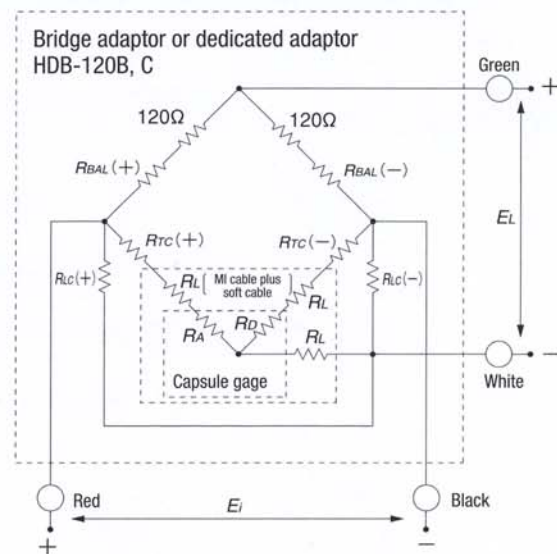 Bridge adaptor or dedicated adaptor
HDB-120B, C
Green
+
120Ω 120Ω
RBAL(+) RBAL(−)
EL
RTC(+) RTC(−)
RLC(+) RL MI cable plus RLC(−)
soft cable RL
RA RD RL
−
Capsule gage
White
Red Ei Black
+ −